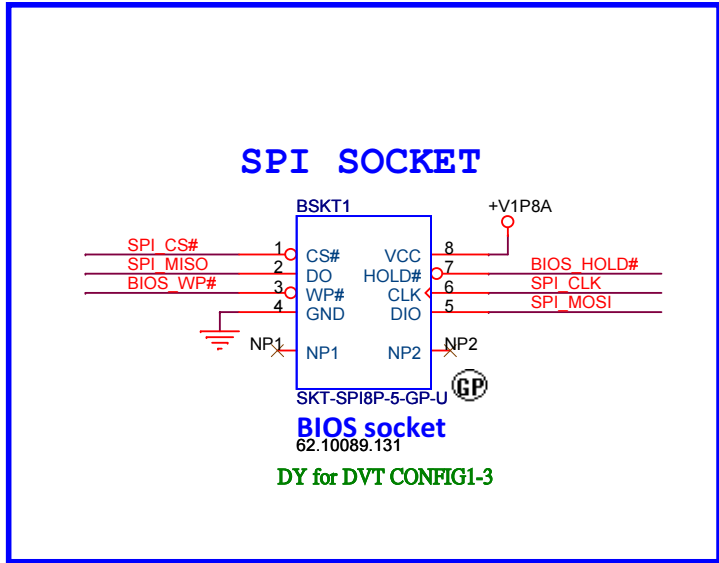 SPI SOCKET
BSKT1
+V1P8A
SPI_CS# 1 CS# VCC 8
SPI_MISO 2 DO HOLD# 7 BIOS_HOLD#
BIOS_WP# 3 WP# CLK 6 SPI_CLK
4 GND DIO 5 SPI_MOSI
NP1 NP1 NP2 NP2
SKT-SPI8P-5-GP-U GP
BIOS socket
62.10089.131
DY for DVT CONFIG1-3